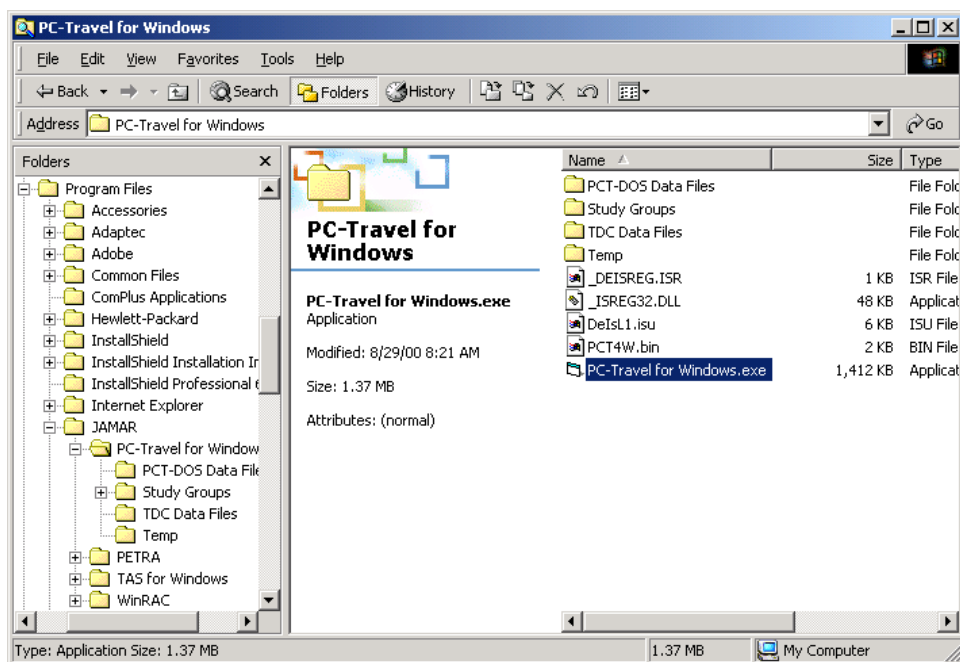 PC-Travel for Windows
File Edit View Favorites Tools Help
Back Search Folders History
Address PC-Travel for Windows Go
Folders
Program Files
Accessories
Adaptec
Adobe
Common Files
ComPlus Applications
Hewlett-Packard
InstallShield
InstallShield Installation Ir
InstallShield Professional
Internet Explorer
JAMAR
PC-Travel for Window
PCT-DOS Data File
Study Groups
TDC Data Files
Temp
PETRA
TAS for Windows
WinRAC
PC-Travel for
Windows
PC-Travel for Windows.exe
Application
Modified: 8/29/00 8:21 AM
Size: 1.37 MB
Attributes: (normal)
Name Size Type
PCT-DOS Data Files File Fold
Study Groups File Fold
TDC Data Files File Fold
Temp File Fold
_DEISREG.ISR 1 KB ISR File
_ISREG32.DLL 48 KB Applicat
DeIsL1.isu 6 KB ISU File
PCT4W.bin 2 KB BIN File
PC-Travel for Windows.exe 1,412 KB Applicat
Type: Application Size: 1.37 MB 1.37 MB My Computer